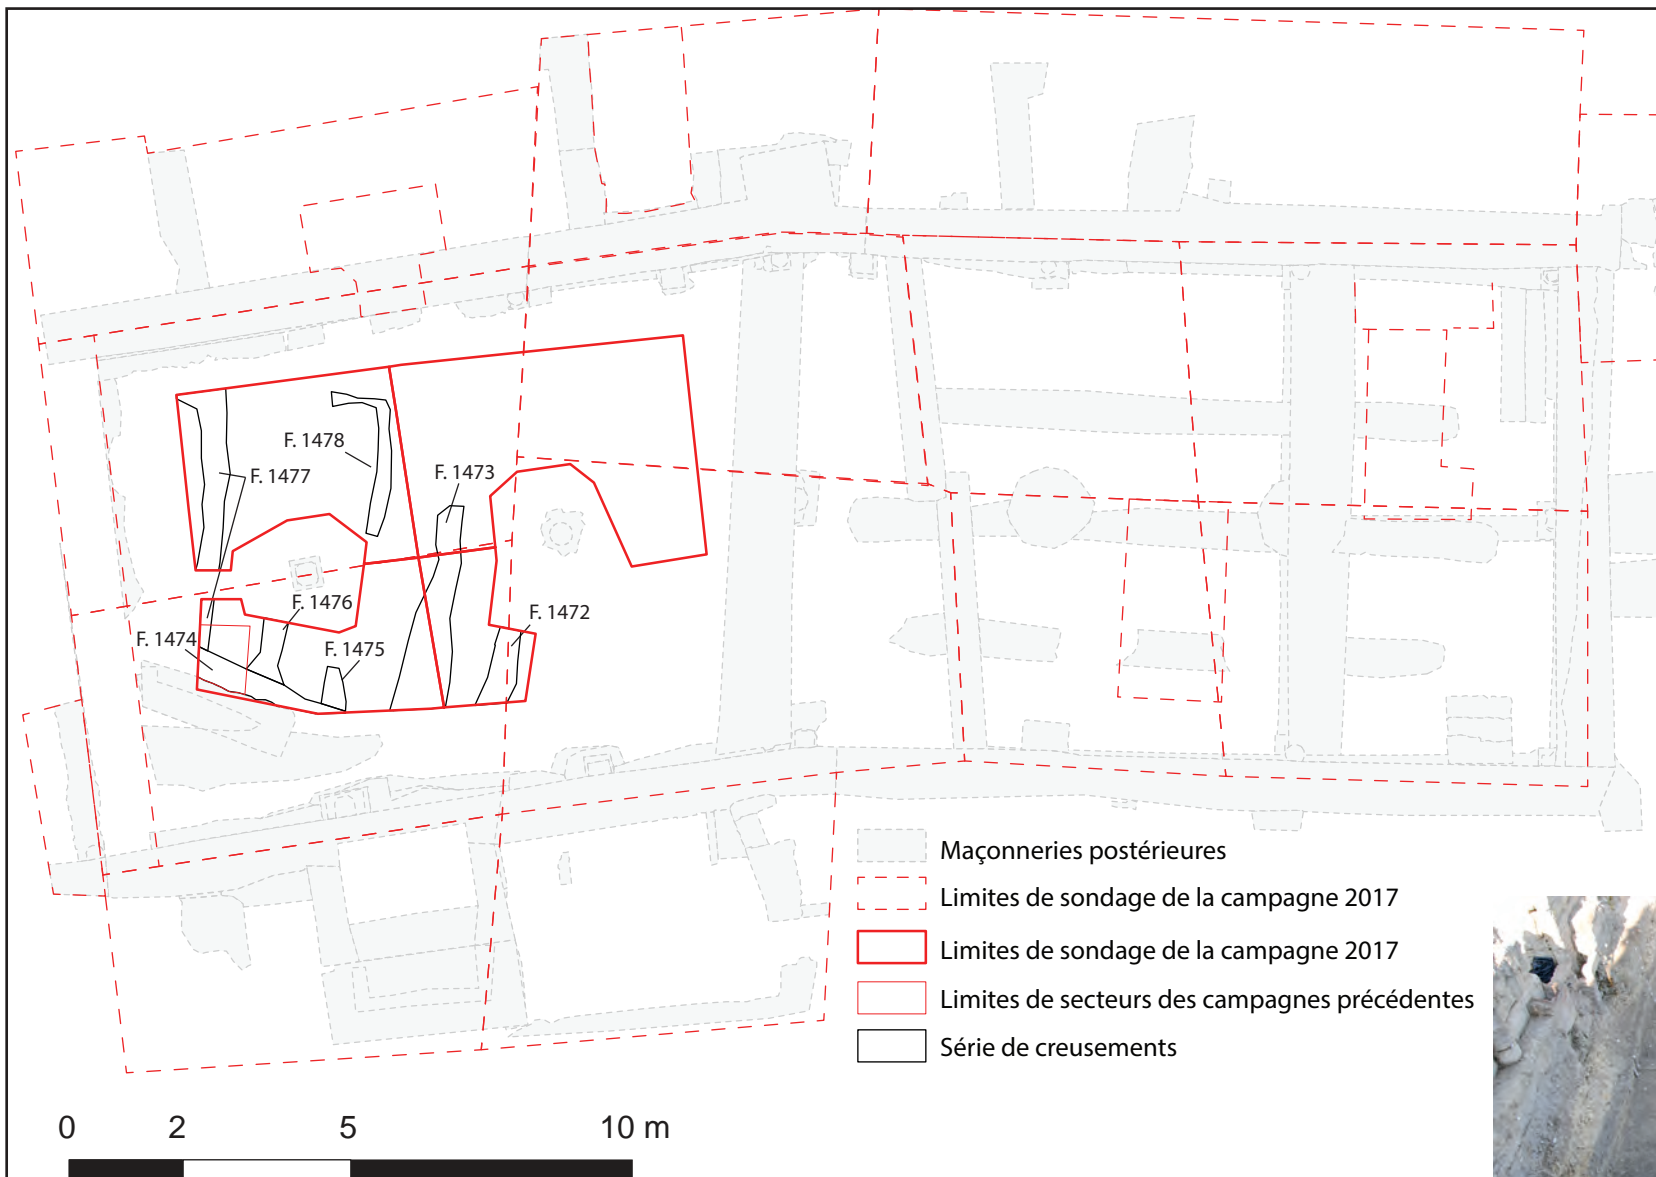 F. 1478
F. 1477
F. 1473
F. 1476
F. 1472
F. 1474
F. 1475
Maçonneries postérieures
Limites de sondage de la campagne 2017
Limites de sondage de la campagne 2017
Limites de secteurs des campagnes précédentes
Série de creusements
0 2 5 10 m